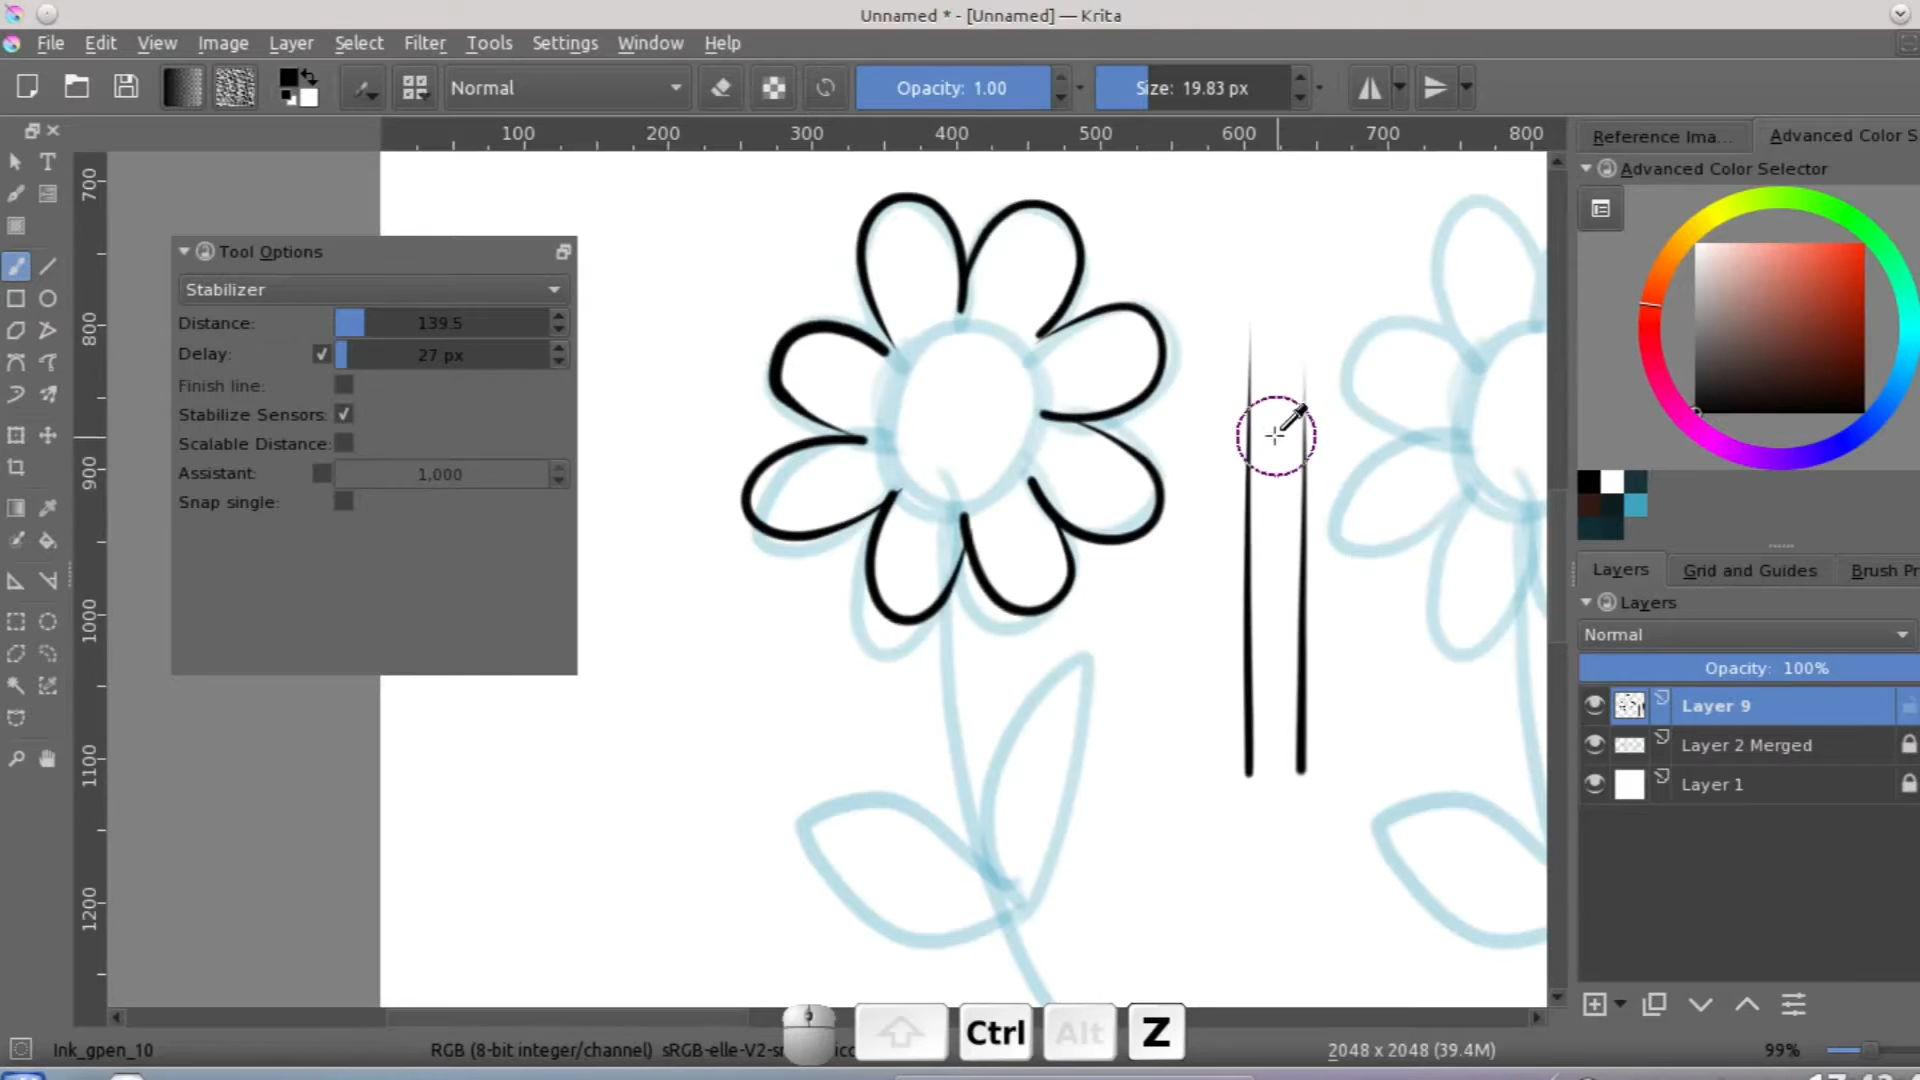 Unnamed * - [Unnamed] — Krita
File Edit View Image Layer Select Filter Tools Settings Window Help
Normal Opacity: 1.00 Size: 19.83 px
100 200 300 400 500 600 700 800
Reference Ima... Advanced Color S
Advanced Color Selector
700
800
900
1000
1100
1200
Tool Options
Stabilizer
Distance: 139.5
Delay: 27 px
Finish line:
Stabilize Sensors:
Scalable Distance:
Assistant: 1,000
Snap single:
Layers Grid and Guides Brush Pr
Layers
Normal
Opacity: 100%
Layer 9
Layer 2 Merged
Layer 1
Ctrl Alt Z
Ink_gpen_10 RGB (8-bit integer/channel) sRGB-elle-V2-s 2048 x 2048 (39.4M) 99%